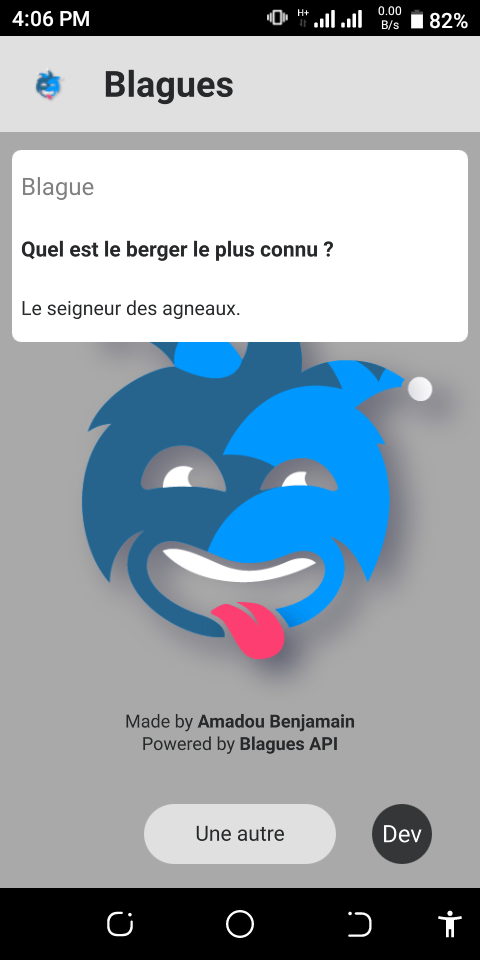 4:06 PM H+ 0.00 B/s 82%
Blagues
Blague
Quel est le berger le plus connu ?
Le seigneur des agneaux.
Made by Amadou Benjamain
Powered by Blagues API
Une autre Dev